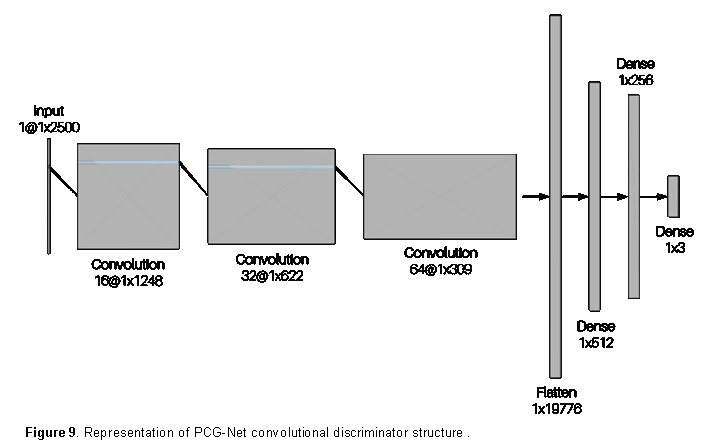 Input
1@1x2500
Convolution
16@1x1248
Convolution
32@1x622
Convolution
64@1x309
Flatten
1x19776
Dense
1x512
Dense
1x256
Dense
1x3
Figure 9. Representation of PCG-Net convolutional discriminator structure .